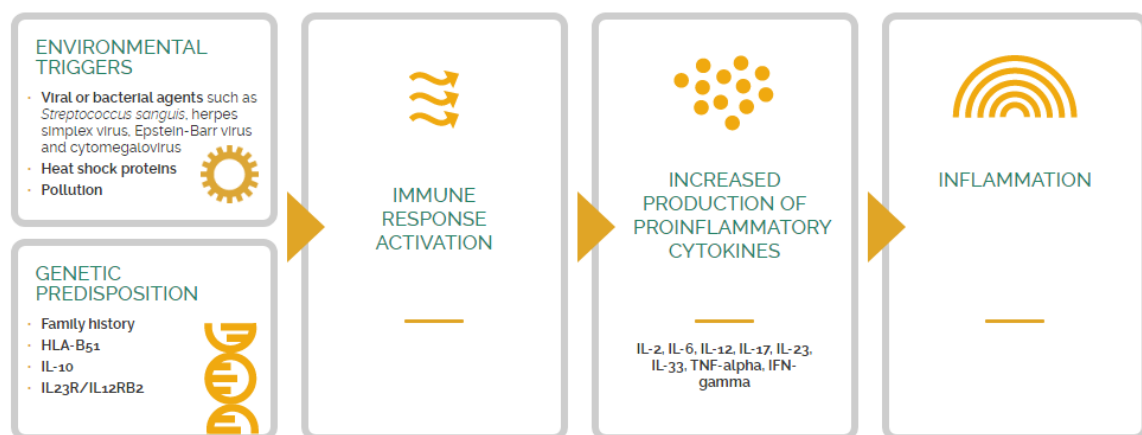 ENVIRONMENTAL
TRIGGERS
· Viral or bacterial agents such as
Streptococcus sanguis, herpes
simplex virus, Epstein-Barr virus
and cytomegalovirus
· Heat shock proteins
· Pollution
GENETIC
PREDISPOSITION
· Family history
· HLA-B51
· IL-10
· IL23R/IL12RB2
IMMUNE
RESPONSE
ACTIVATION
INCREASED
PRODUCTION OF
PROINFLAMMATORY
CYTOKINES
IL-2, IL-6, IL-12, IL-17, IL-23,
IL-33, TNF-alpha, IFN-
gamma
INFLAMMATION